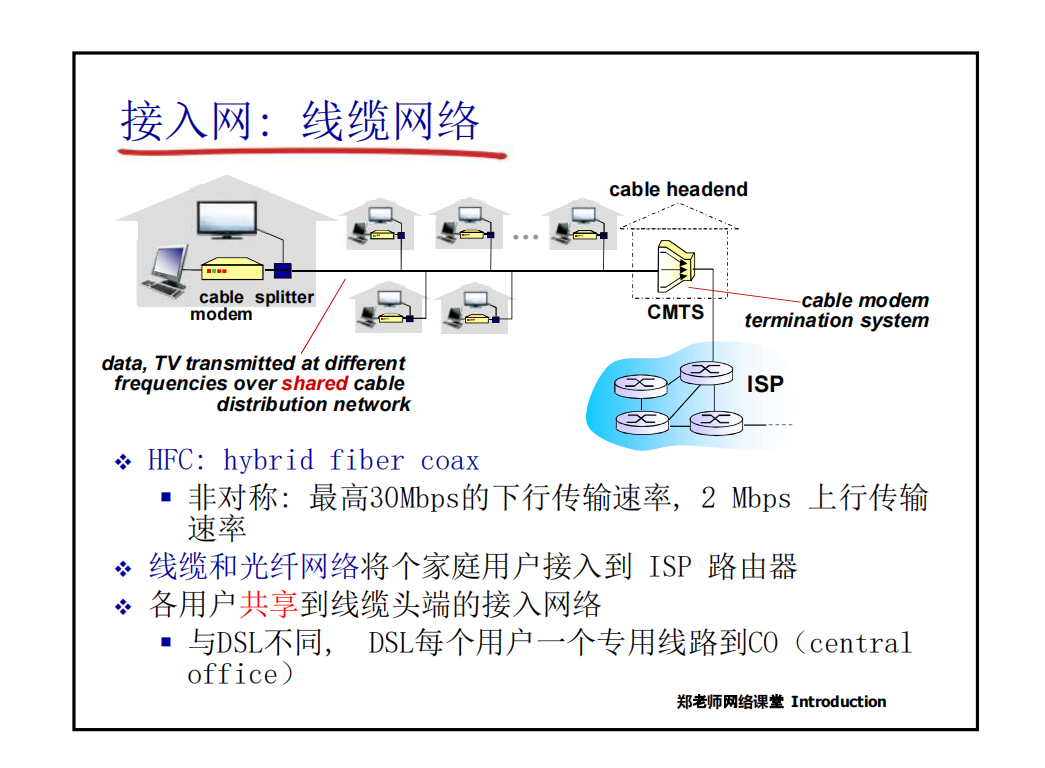 接入网: 线缆网络
cable headend
cable splitter
modem
CMTS
cable modem
termination system
data, TV transmitted at different
frequencies over shared cable
distribution network
ISP
❖ HFC: hybrid fiber coax
▪ 非对称: 最高30Mbps的下行传输速率, 2 Mbps 上行传输
速率
❖ 线缆和光纤网络将个家庭用户接入到 ISP 路由器
❖ 各用户共享到线缆头端的接入网络
▪ 与DSL不同, DSL每个用户一个专用线路到CO（central
office）
郑老师网络课堂 Introduction